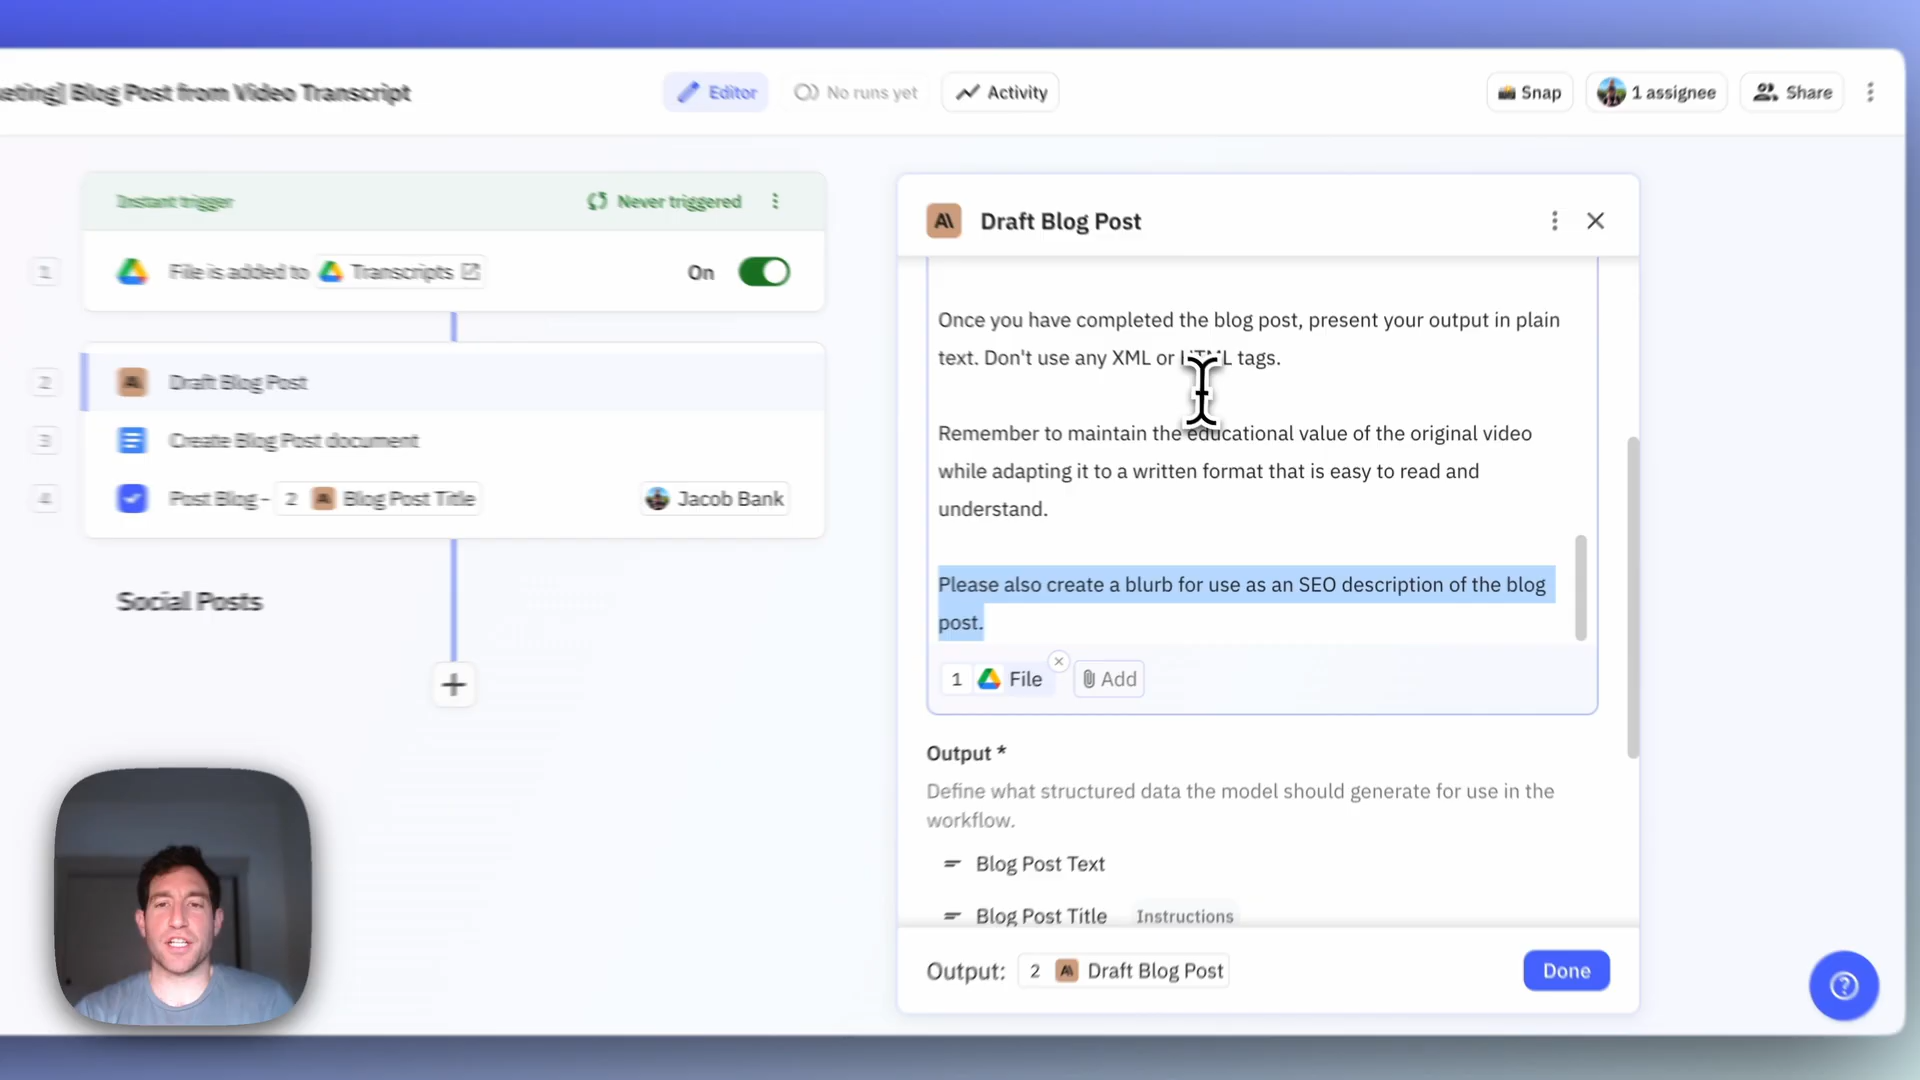 eting] Blog Post from Video Transcript
Editor
No runs yet
Activity
Snap
1 assignee
Share
Instant trigger
Never triggered
1
File is added to Transcripts
On
2
Draft Blog Post
3
Create Blog Post document
4
Post Blog - 2 Blog Post Title
Jacob Bank
Social Posts
Draft Blog Post
Once you have completed the blog post, present your output in plain
text. Don't use any XML or HTML tags.
Remember to maintain the educational value of the original video
while adapting it to a written format that is easy to read and
understand.
Please also create a blurb for use as an SEO description of the blog
post.
1 File
Add
Output *
Define what structured data the model should generate for use in the
workflow.
Blog Post Text
Blog Post Title Instructions
Output: 2 Draft Blog Post
Done